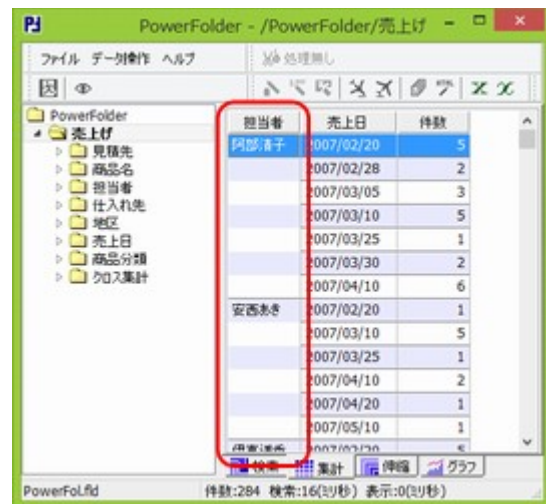 PowerFolder - /PowerFolder/売上げ
ファイル データ操作 ヘルプ
処理無し
PowerFolder
売上げ
見積先
商品名
担当者
仕入れ先
地区
売上日
商品分類
クロス集計
担当者 売上日 件数
阿部清子 2007/02/20 5
2007/02/28 2
2007/03/05 3
2007/03/10 5
2007/03/25 1
2007/03/30 2
2007/04/10 6
安西あき 2007/02/20 1
2007/03/10 5
2007/03/25 1
2007/04/10 2
2007/04/20 1
2007/05/10 1
2007/02/20 5
検索 集計 伸縮 グラフ
PowerFol.fld 件数:284 検索:16(ミリ秒) 表示:0(ミリ秒)